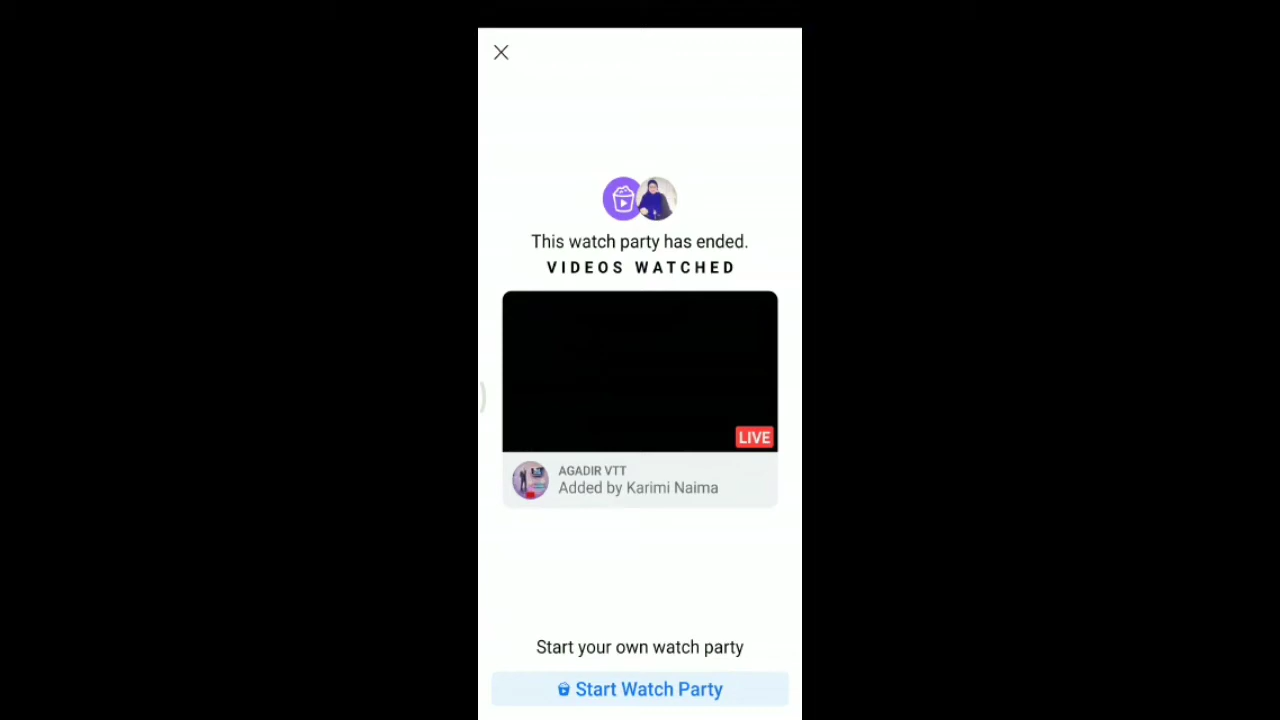 This watch party has ended.
VIDEOS WATCHED
LIVE
AGADIR VTT
Added by Karimi Naima
Start your own watch party
Start Watch Party